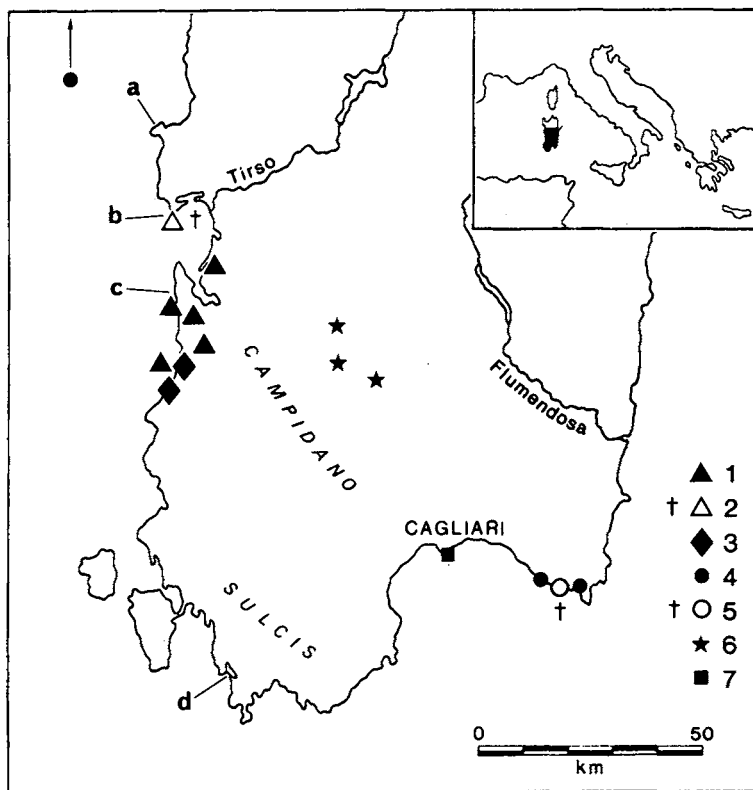 a
Tirso
b
†
c
CAMPIDANO
Flumendosa
CAGLIARI
SULCIS
d
†
1
† 2
3
4
† 5
6
7
0 50
km